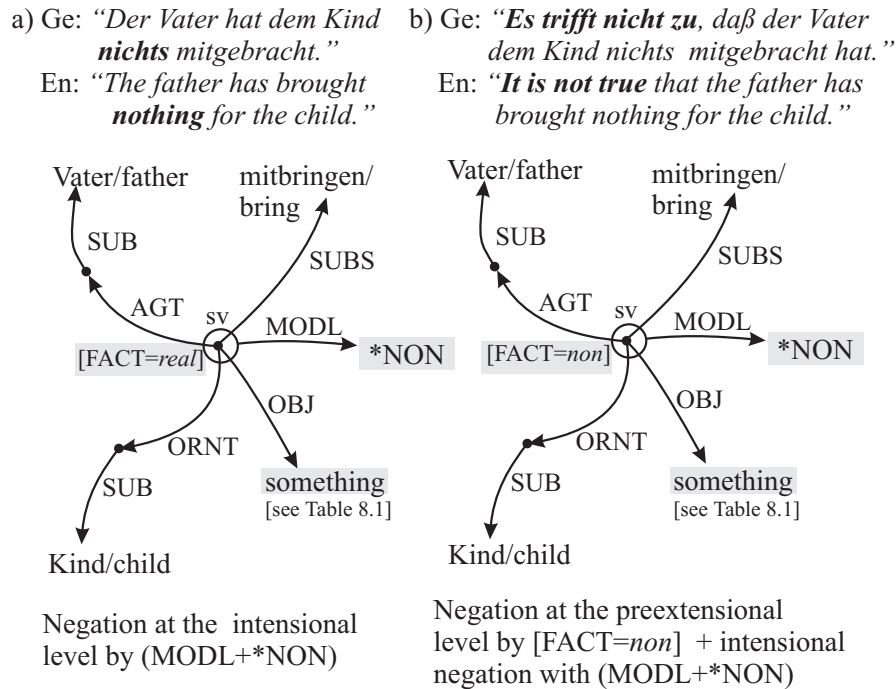 a) Ge: “Der Vater hat dem Kind
nichts mitgebracht.”
En: “The father has brought
nothing for the child.”
Vater/father
mitbringen/
bring
SUB
SUBS
AGT
sv
MODL
[FACT=real]
*NON
OBJ
ORNT
SUB
something
[see Table 8.1]
Kind/child
Negation at the intensional
level by (MODL+*NON)
b) Ge: “Es trifft nicht zu, daß der Vater
dem Kind nichts mitgebracht hat.”
En: “It is not true that the father has
brought nothing for the child.”
Vater/father
mitbringen/
bring
SUB
SUBS
AGT
sv
MODL
[FACT=non]
*NON
OBJ
ORNT
SUB
something
[see Table 8.1]
Kind/child
Negation at the preextensional
level by [FACT=non] + intensional
negation with (MODL+*NON)